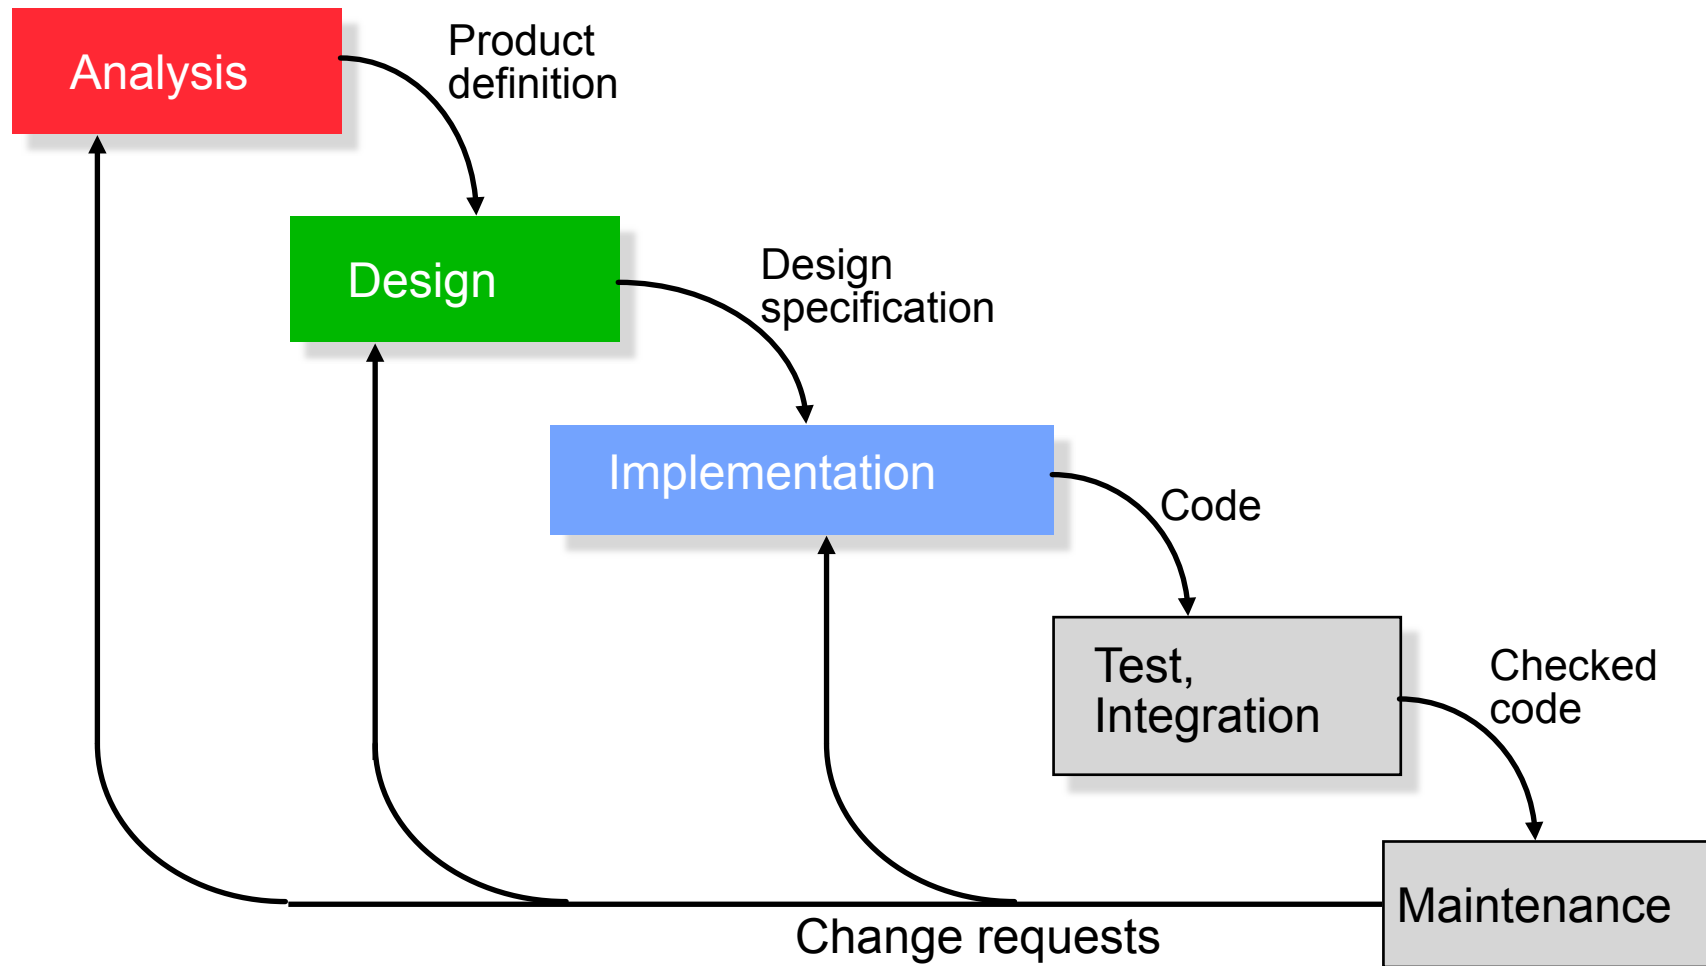 Analysis
Product
definition
Design
Design
specification
Implementation
Code
Test,
Integration
Checked
code
Maintenance
Change requests